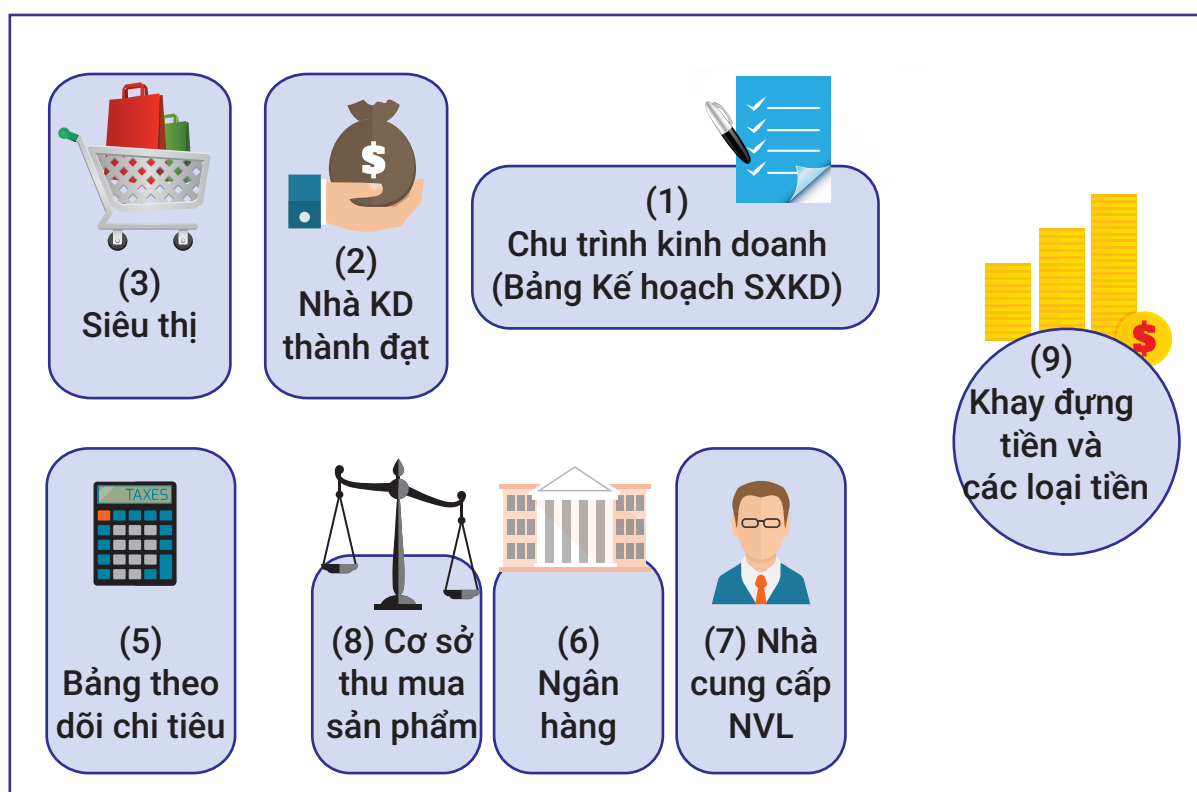 (3)
Siêu thị
$
(2)
Nhà KD
thành đạt
(1)
Chu trình kinh doanh
(Bảng Kế hoạch SXKD)
$
(9)
Khay đựng
tiền và
các loại tiền
TAXES
(5)
Bảng theo
dõi chi tiêu
(8) Cơ sở
thu mua
sản phẩm
(6)
Ngân
hàng
(7) Nhà
cung cấp
NVL